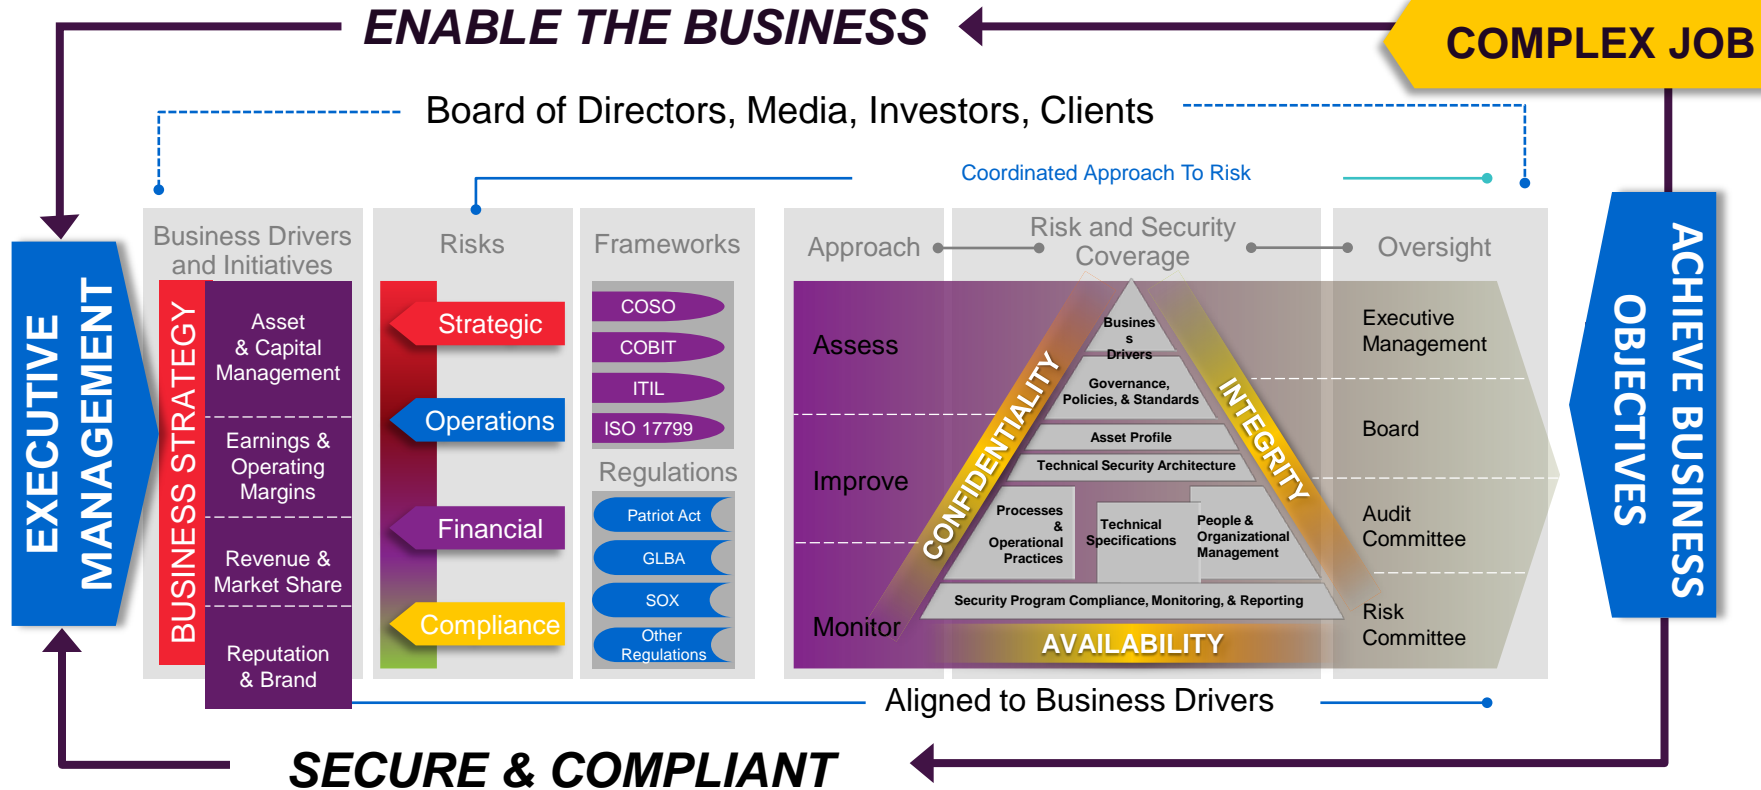 ENABLE THE BUSINESS
COMPLEX JOB
Board of Directors, Media, Investors, Clients
Coordinated Approach To Risk
EXECUTIVE
MANAGEMENT
Business Drivers
and Initiatives
BUSINESS STRATEGY
Asset
& Capital
Management
Earnings &
Operating
Margins
Revenue &
Market Share
Reputation
& Brand
Risks
Strategic
Operations
Financial
Compliance
Frameworks
COSO
COBIT
ITIL
ISO 17799
Regulations
Patriot Act
GLBA
SOX
Other
Regulations
Approach
Assess
Improve
Monitor
Risk and Security
Coverage
CONFIDENTIALITY
INTEGRITY
AVAILABILITY
Busines
s
Drivers
Governance,
Policies, & Standards
Asset Profile
Technical Security Architecture
Processes
&
Operational
Practices
Technical
Specifications
People &
Organizational
Management
Security Program Compliance, Monitoring, & Reporting
Oversight
Executive
Management
Board
Audit
Committee
Risk
Committee
ACHIEVE BUSINESS
OBJECTIVES
Aligned to Business Drivers
SECURE & COMPLIANT